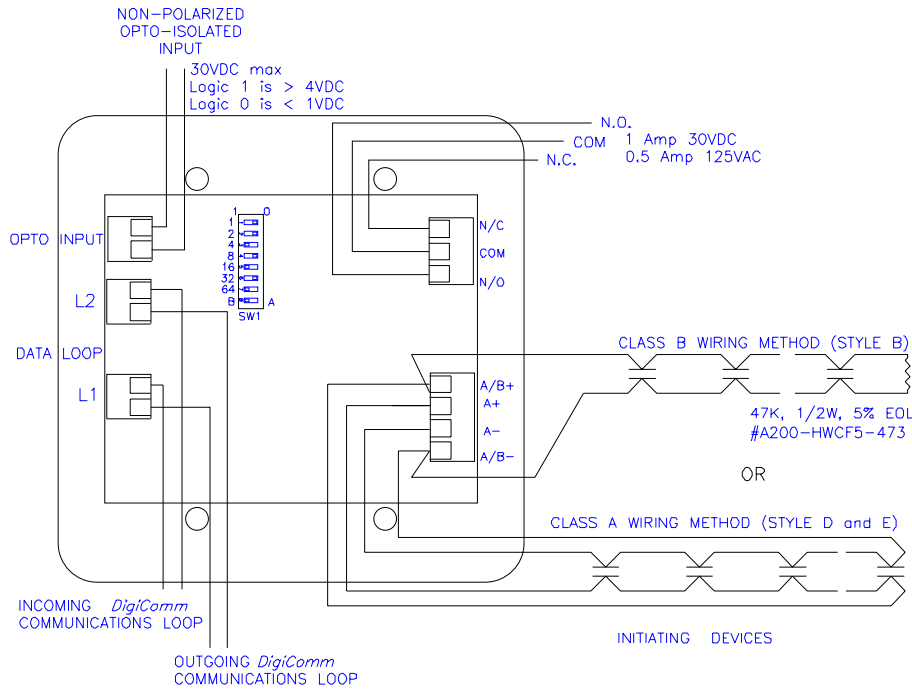 NON-POLARIZED
OPTO-ISOLATED
INPUT
30VDC max
Logic 1 is > 4VDC
Logic 0 is < 1VDC
N.O.
COM
N.C.
1 Amp 30VDC
0.5 Amp 125VAC
1 0
1
2
4
8
16
32
64
B A
SW1
OPTO INPUT
L2
DATA LOOP
L1
N/C
COM
N/O
A/B+
A+
A-
A/B-
CLASS B WIRING METHOD (STYLE B)
47K, 1/2W, 5% EOL
#A200-HWCF5-473
OR
CLASS A WIRING METHOD (STYLE D and E)
INITIATING DEVICES
INCOMING DigiComm
COMMUNICATIONS LOOP
OUTGOING DigiComm
COMMUNICATIONS LOOP